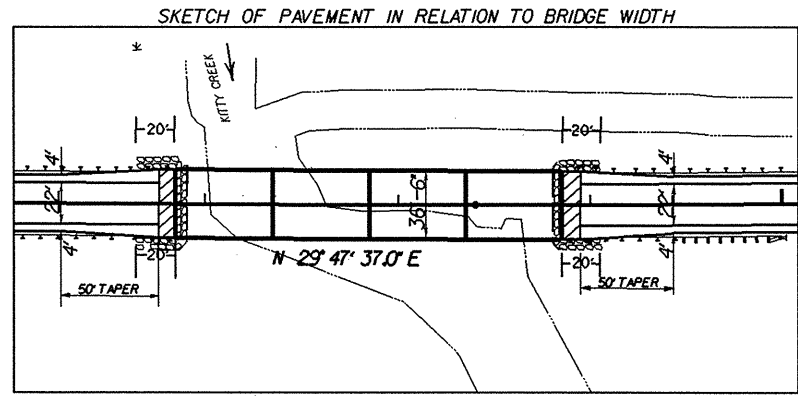 SKETCH OF PAVEMENT IN RELATION TO BRIDGE WIDTH
KITTY CREEK
20'
20'
4'
22'
4'
36'-6"
4'
22'
4'
20'
20'
N 29° 47' 37.0" E
50' TAPER
50' TAPER